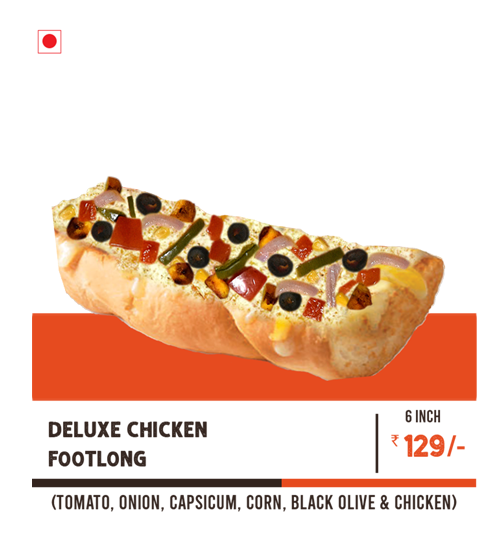 DELUXE CHICKEN
FOOTLONG
6 INCH
₹ 129/-
(TOMATO, ONION, CAPSICUM, CORN, BLACK OLIVE & CHICKEN)